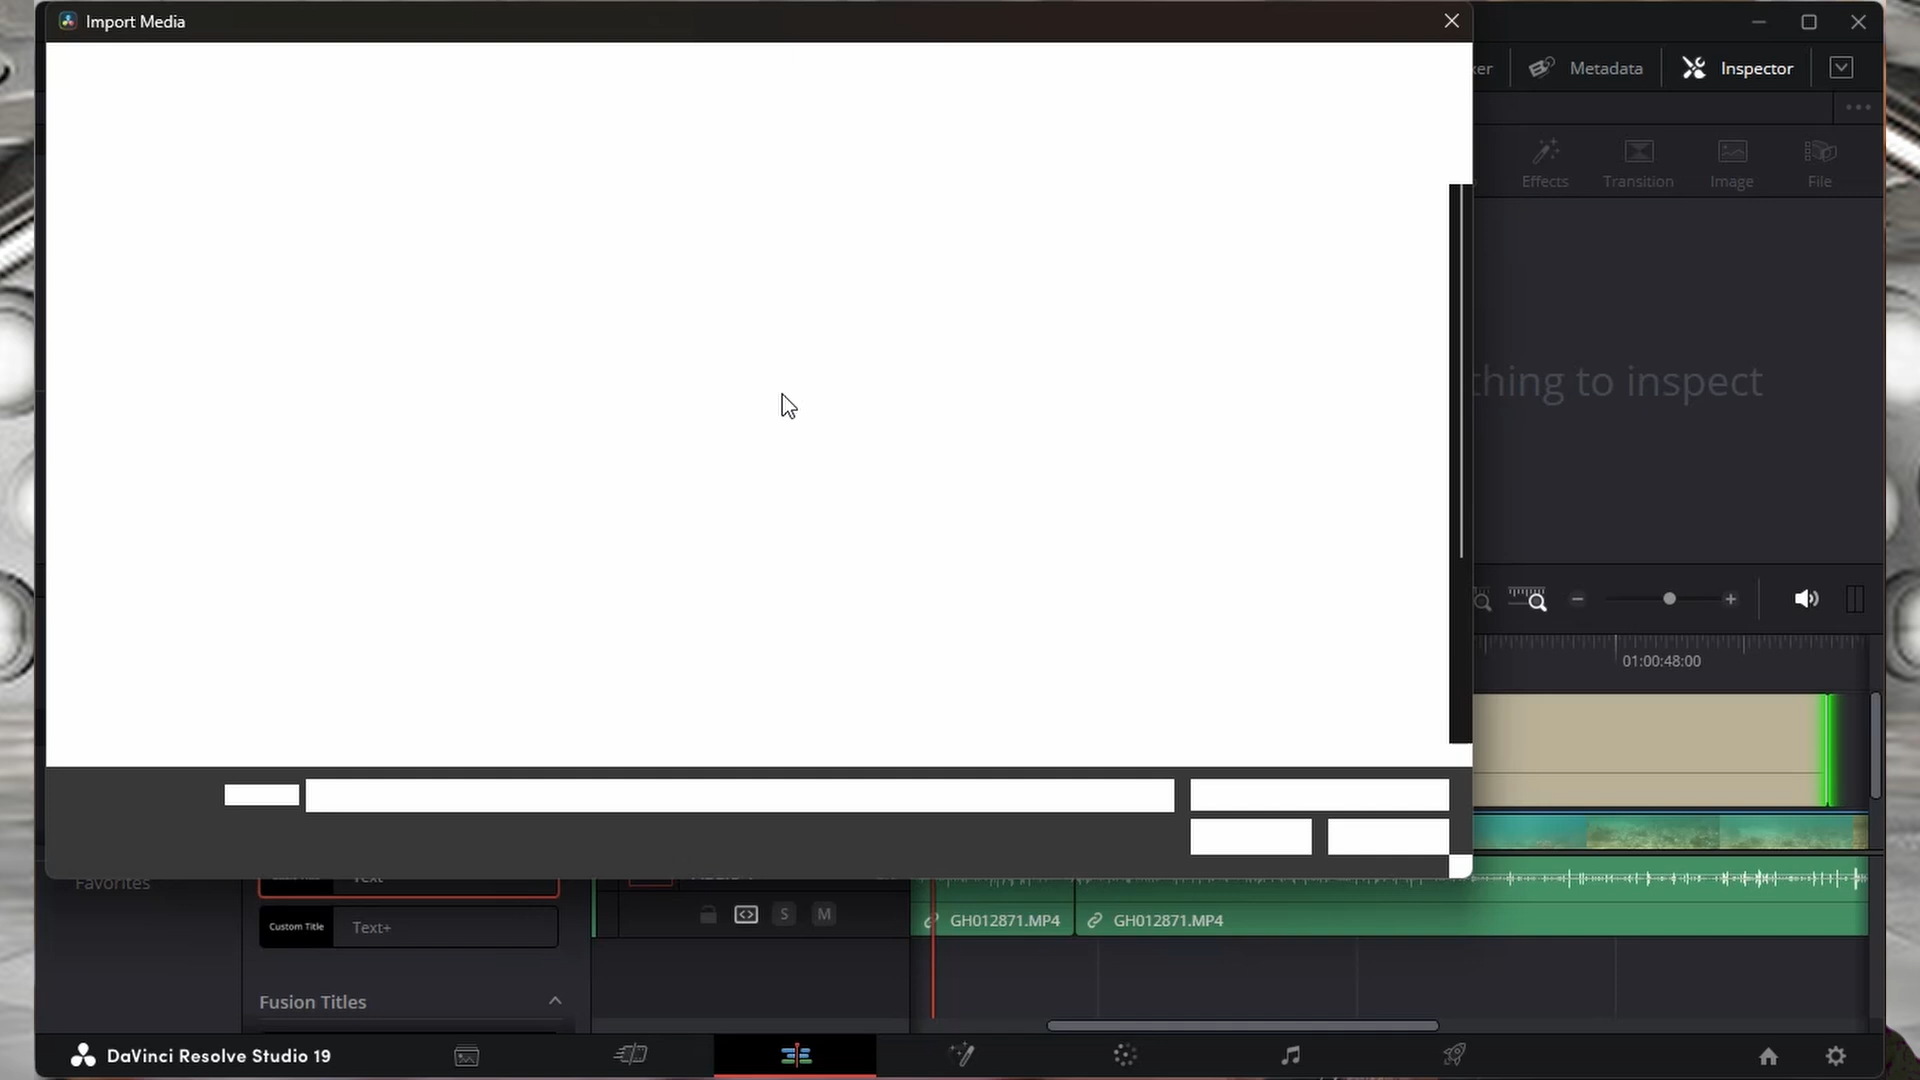 Import Media
Metadata
Inspector
Effects
Transition
Image
File
thing to inspect
01:00:48:00
Favorites
Text
Custom Title
Text+
S
M
GH012871.MP4
GH012871.MP4
Fusion Titles
DaVinci Resolve Studio 19